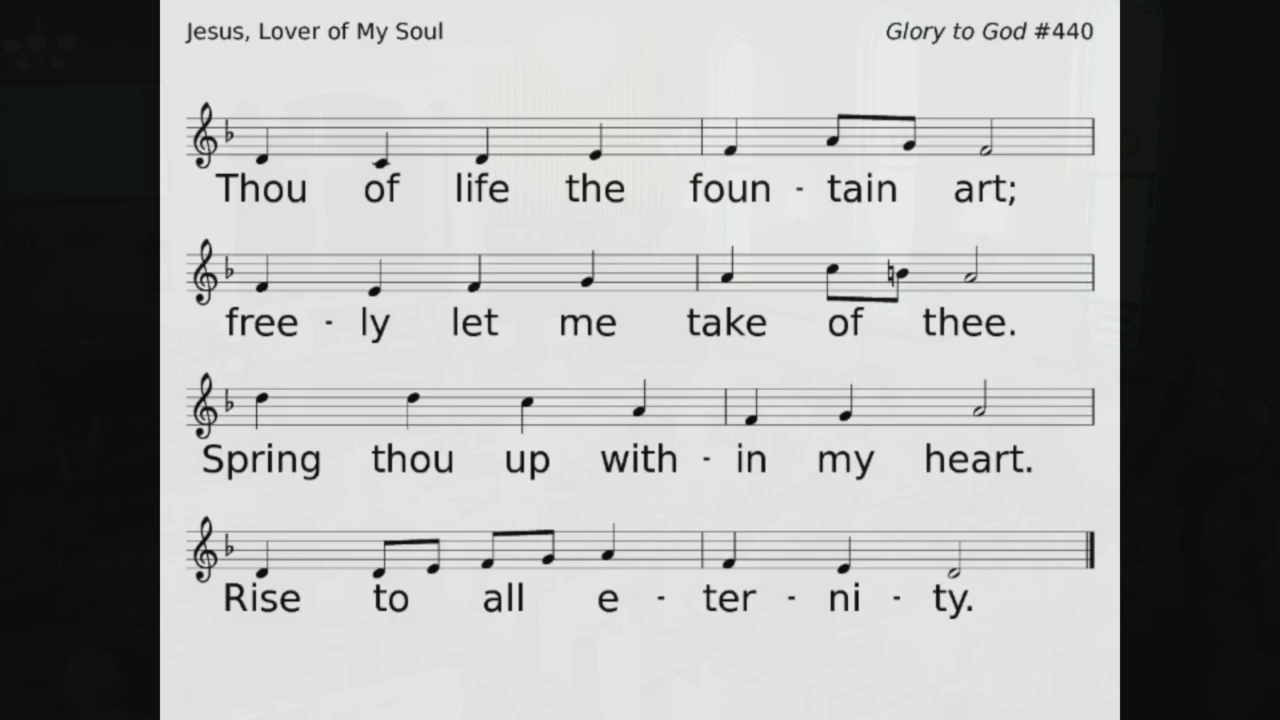 Jesus, Lover of My Soul
Glory to God #440
Thou of life the foun - tain art;
free - ly let me take of thee.
Spring thou up with - in my heart.
Rise to all e - ter - ni - ty.